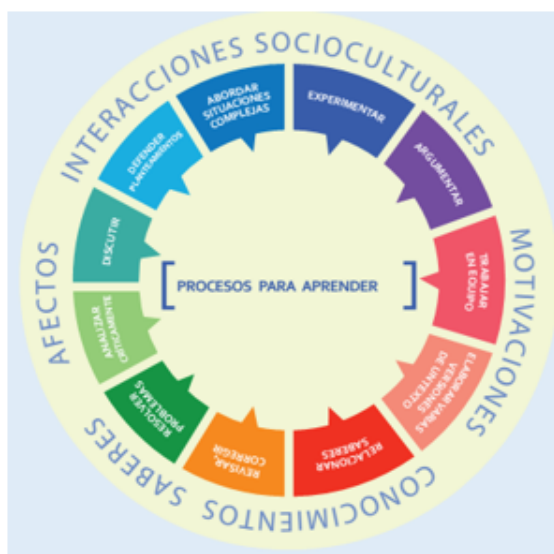 INTERACCIONES SOCIOCULTURALES
MOTIVACIONES
CONOCIMIENTOS
SABERES
AFECTOS
EXPERIMENTAR
ARGUMENTAR
TRABAJAR
EN EQUIPO
ELABORAR VARIAS
VERSIONES
DE UN TEXTO
RELACIONAR
SABERES
REVISAR,
CORREGIR
RESOLVER
PROBLEMAS
ANALIZAR
CRÍTICAMENTE
DISCUTIR
DEFENDER
PLANTEAMIENTOS
ABORDAR
SITUACIONES
COMPLEJAS
[ PROCESOS PARA APRENDER ]